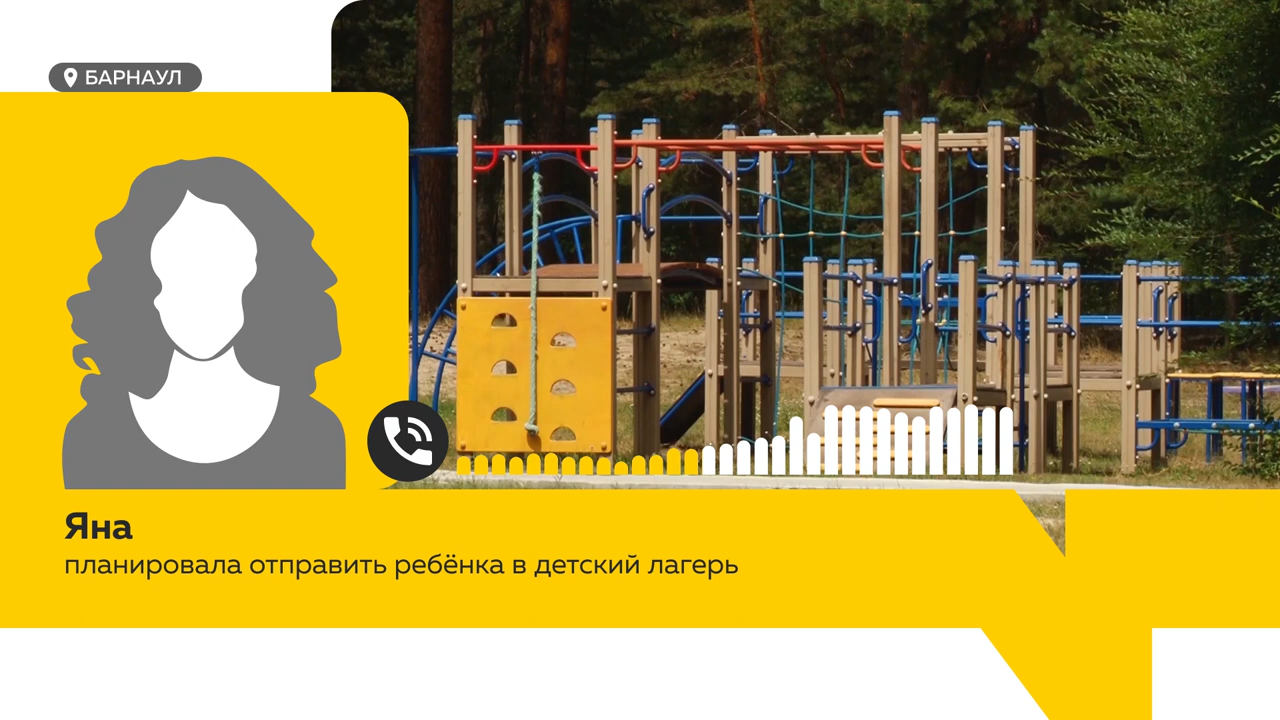 БАРНАУЛ
Яна
планировала отправить ребёнка в детский лагерь